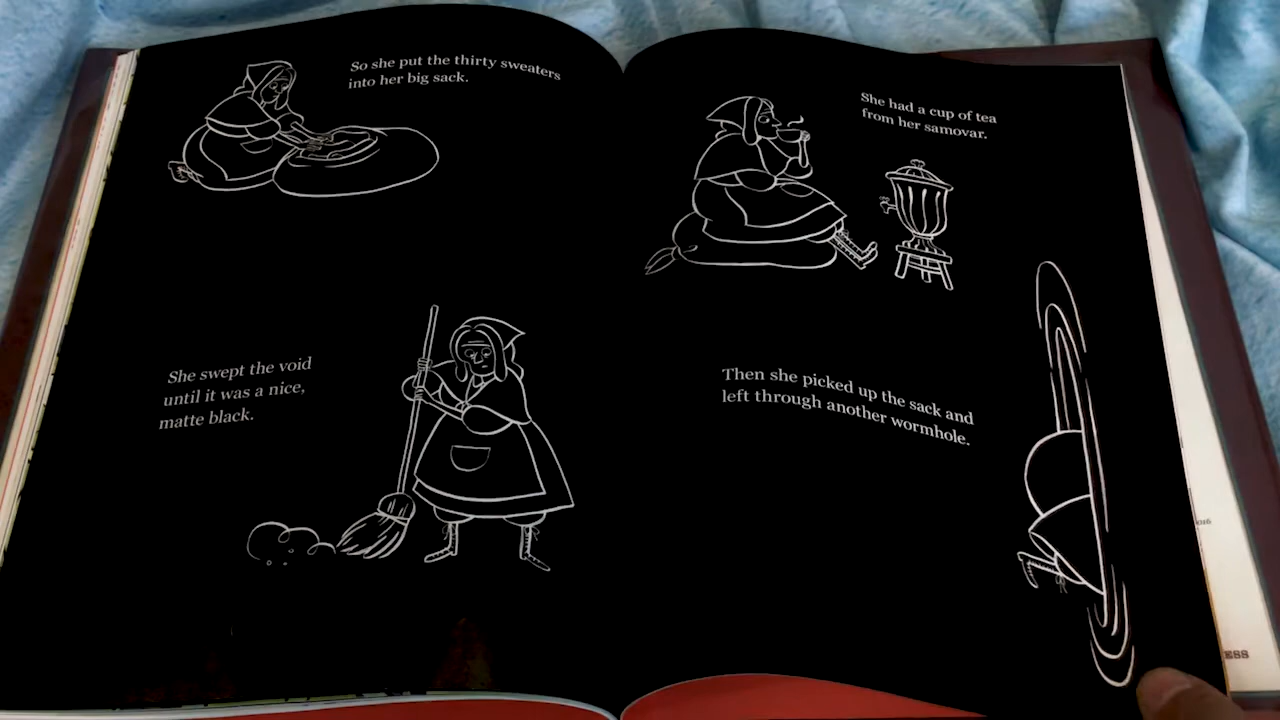 So she put the thirty sweaters
into her big sack.
She swept the void
until it was a nice,
matte black.
She had a cup of tea
from her samovar.
Then she picked up the sack and
left through another wormhole.
ESS